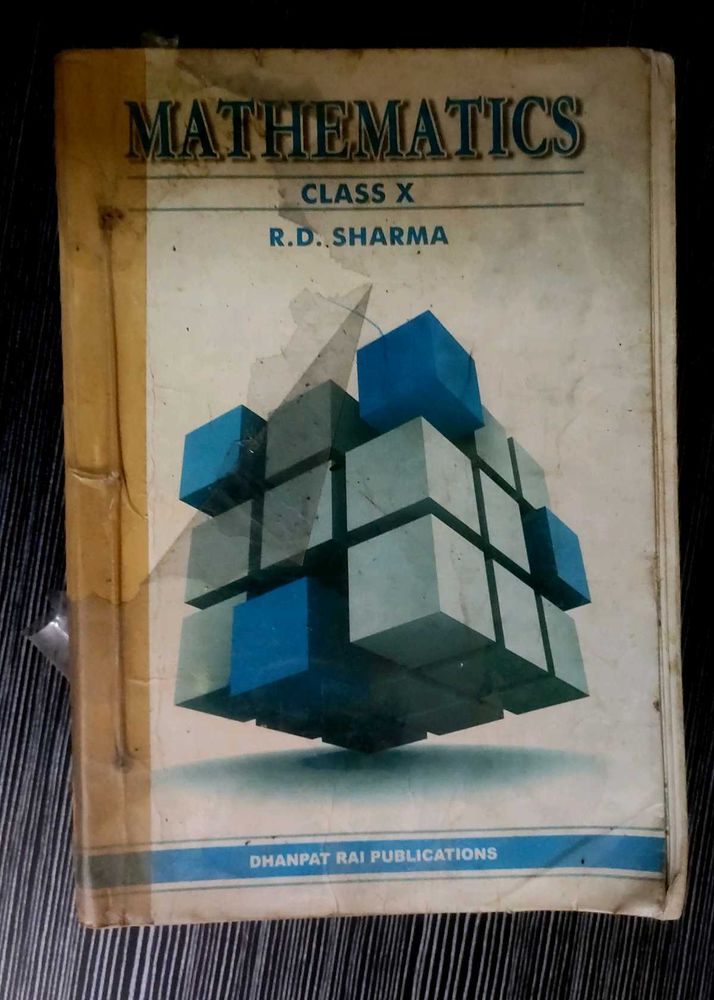 MATHEMATICS
CLASS X
R.D. SHARMA
DHANPAT RAI PUBLICATIONS